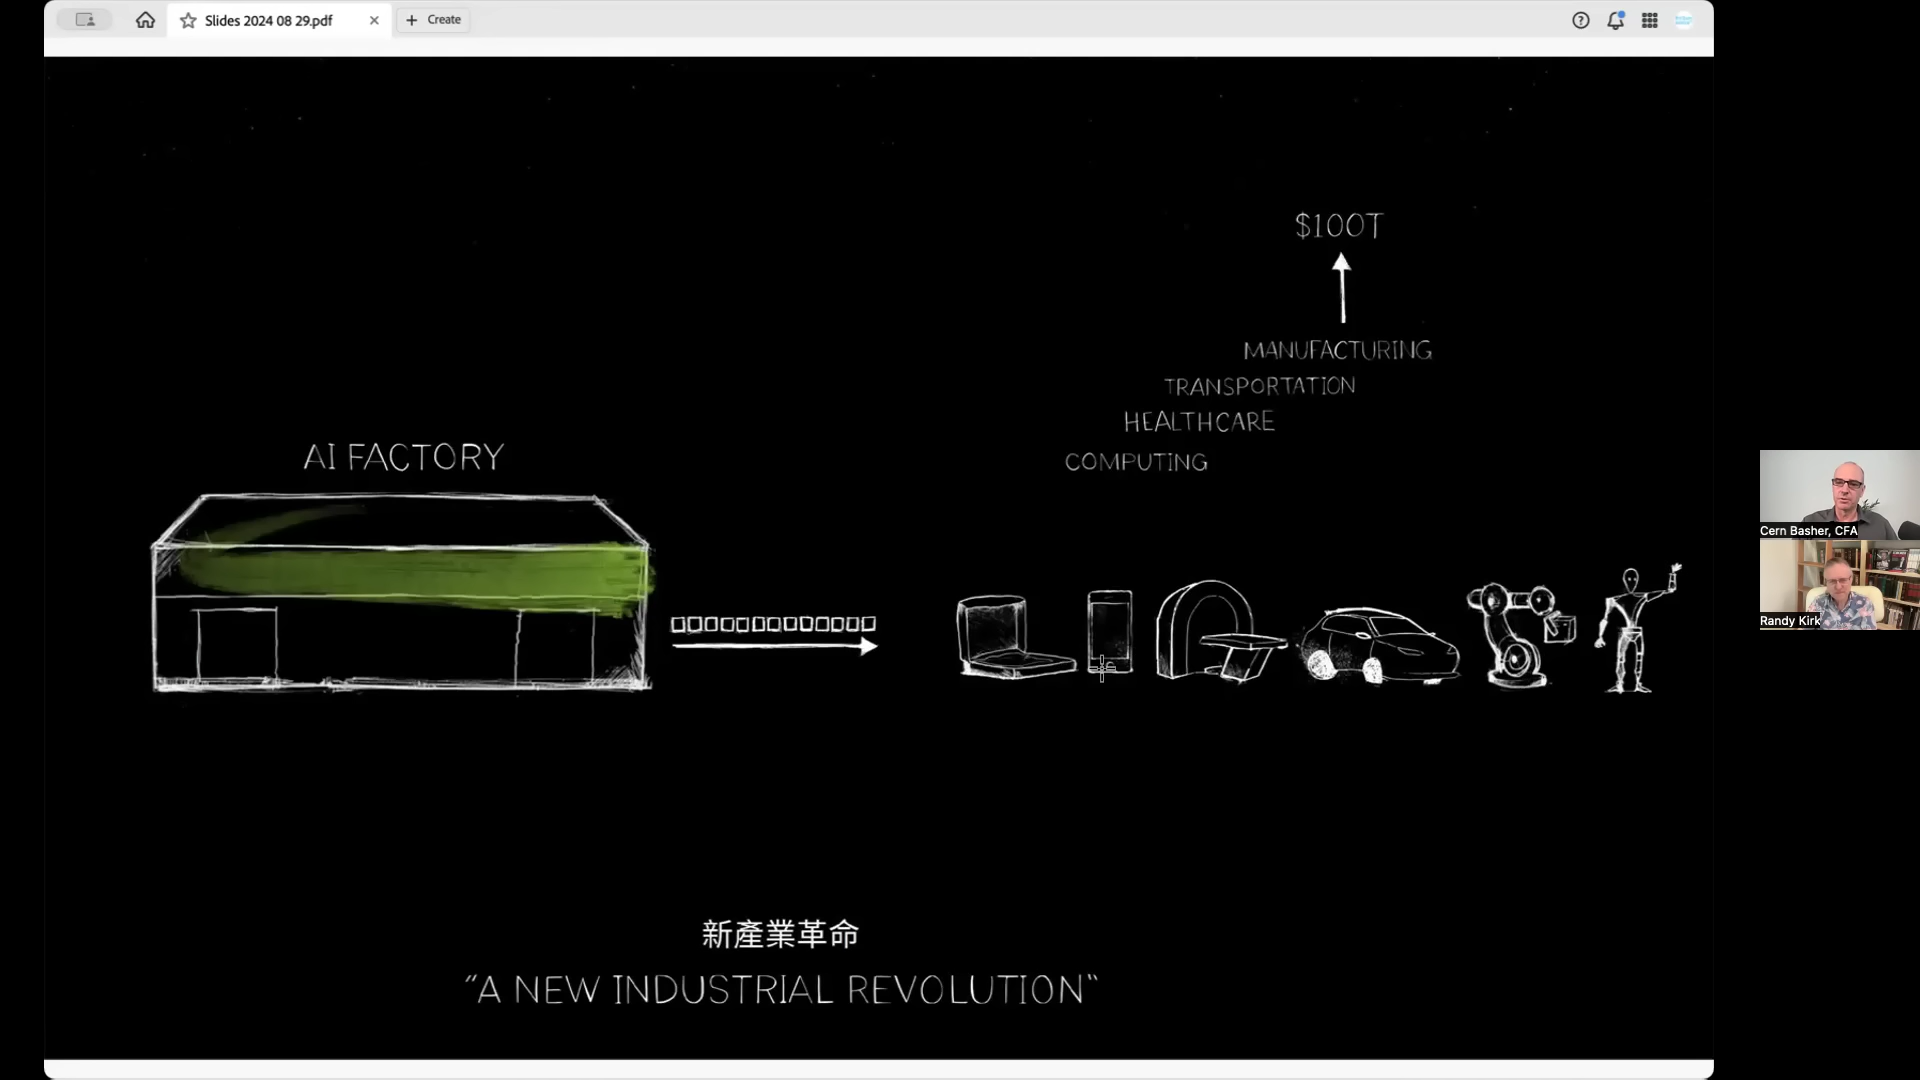 Slides 2024 08 29.pdf
Create
$100T
MANUFACTURING
TRANSPORTATION
HEALTHCARE
COMPUTING
AI FACTORY
Cern Basher, CFA
Randy Kirk
新產業革命
"A NEW INDUSTRIAL REVOLUTION"